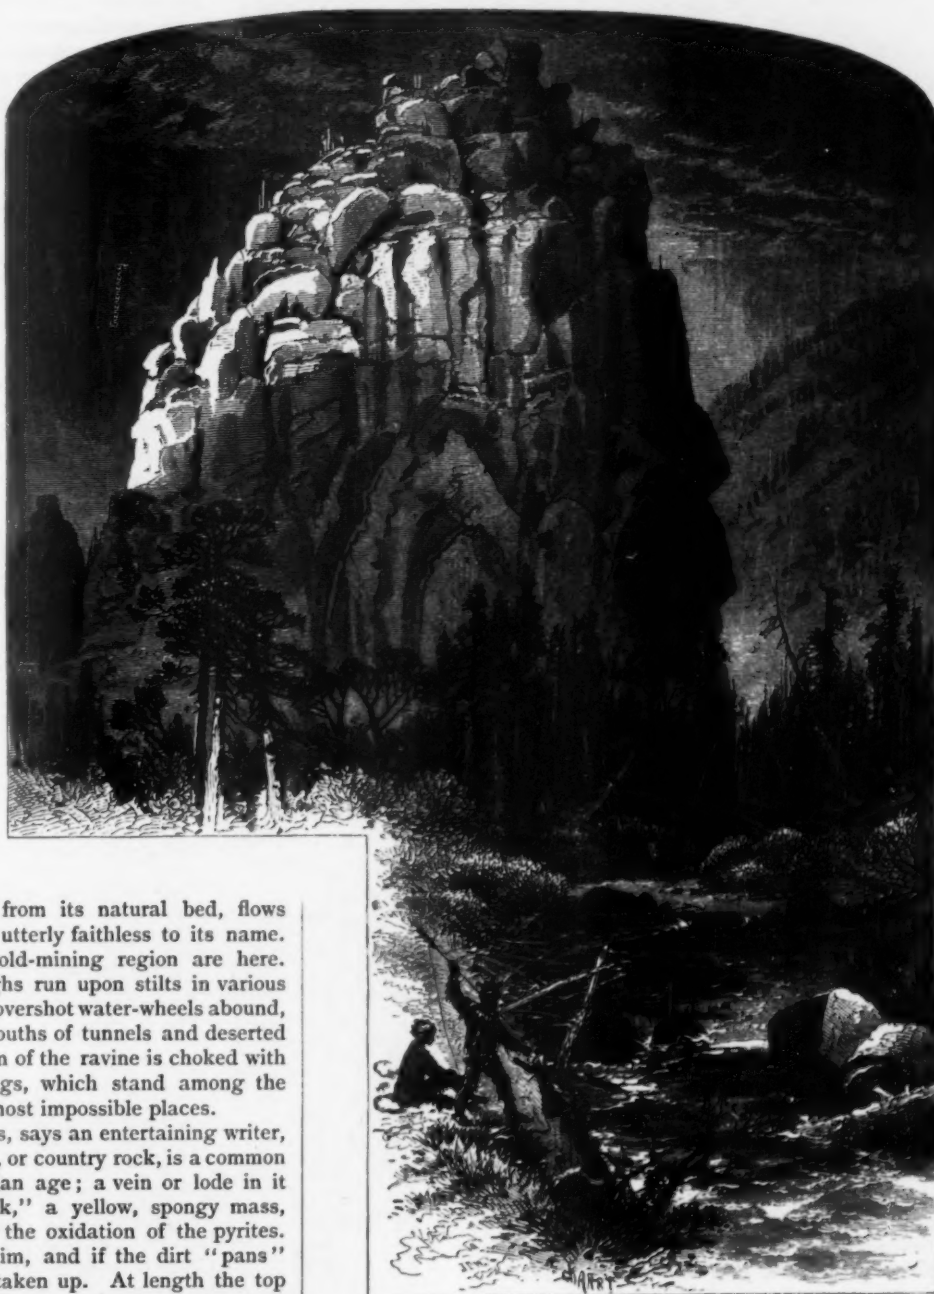 from its natural bed, flows
utterly faithless to its name.
old-mining region are here.
ghs run upon stilts in various
overshot water-wheels abound,
ouths of tunnels and deserted
n of the ravine is choked with
gs, which stand among the
most impossible places.
s, says an entertaining writer,
, or country rock, is a common
an age; a vein or lode in it
k," a yellow, spongy mass,
the oxidation of the pyrites.
im, and if the dirt "pans"
taken up. At length the top